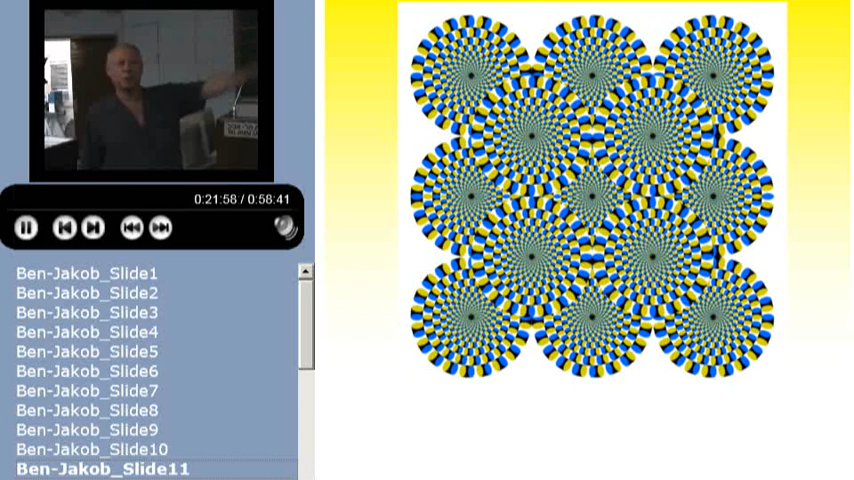 0:21:58 / 0:58:41
Ben-Jakob_Slide1
Ben-Jakob_Slide2
Ben-Jakob_Slide3
Ben-Jakob_Slide4
Ben-Jakob_Slide5
Ben-Jakob_Slide6
Ben-Jakob_Slide7
Ben-Jakob_Slide8
Ben-Jakob_Slide9
Ben-Jakob_Slide10
Ben-Jakob_Slide11